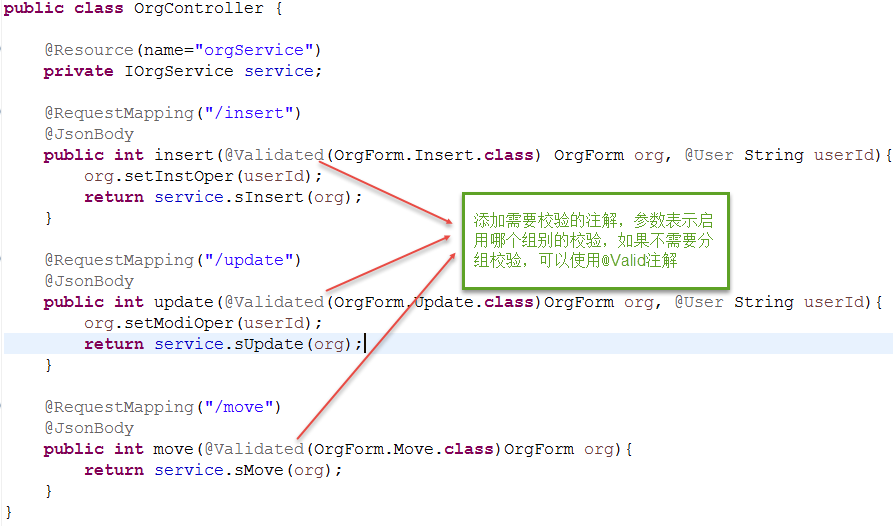 public class OrgController {
@Resource(name="orgService")
private IOrgService service;
@RequestMapping("/insert")
@JsonBody
public int insert(@Validated(OrgForm.Insert.class) OrgForm org, @User String userId){
org.setInstOper(userId);
return service.sInsert(org);
}
@RequestMapping("/update")
@JsonBody
public int update(@Validated(OrgForm.Update.class)OrgForm org, @User String userId){
org.setModiOper(userId);
return service.sUpdate(org);
}
@RequestMapping("/move")
@JsonBody
public int move(@Validated(OrgForm.Move.class)OrgForm org){
return service.sMove(org);
}
}
添加需要校验的注解，参数表示启
用哪个组别的校验，如果不需要分
组校验，可以使用@Valid注解